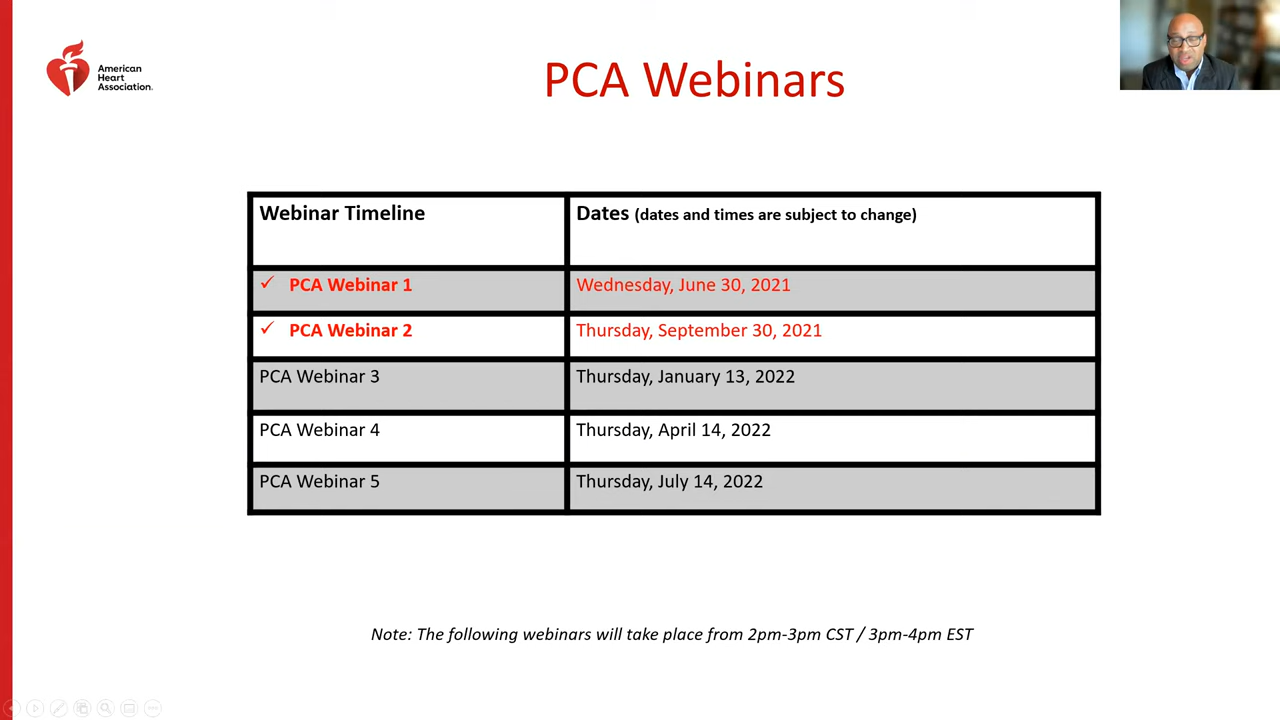 American
Heart
Association.
PCA Webinars
Webinar Timeline
Dates (dates and times are subject to change)
✓ PCA Webinar 1
Wednesday, June 30, 2021
✓ PCA Webinar 2
Thursday, September 30, 2021
PCA Webinar 3
Thursday, January 13, 2022
PCA Webinar 4
Thursday, April 14, 2022
PCA Webinar 5
Thursday, July 14, 2022
Note: The following webinars will take place from 2pm-3pm CST / 3pm-4pm EST